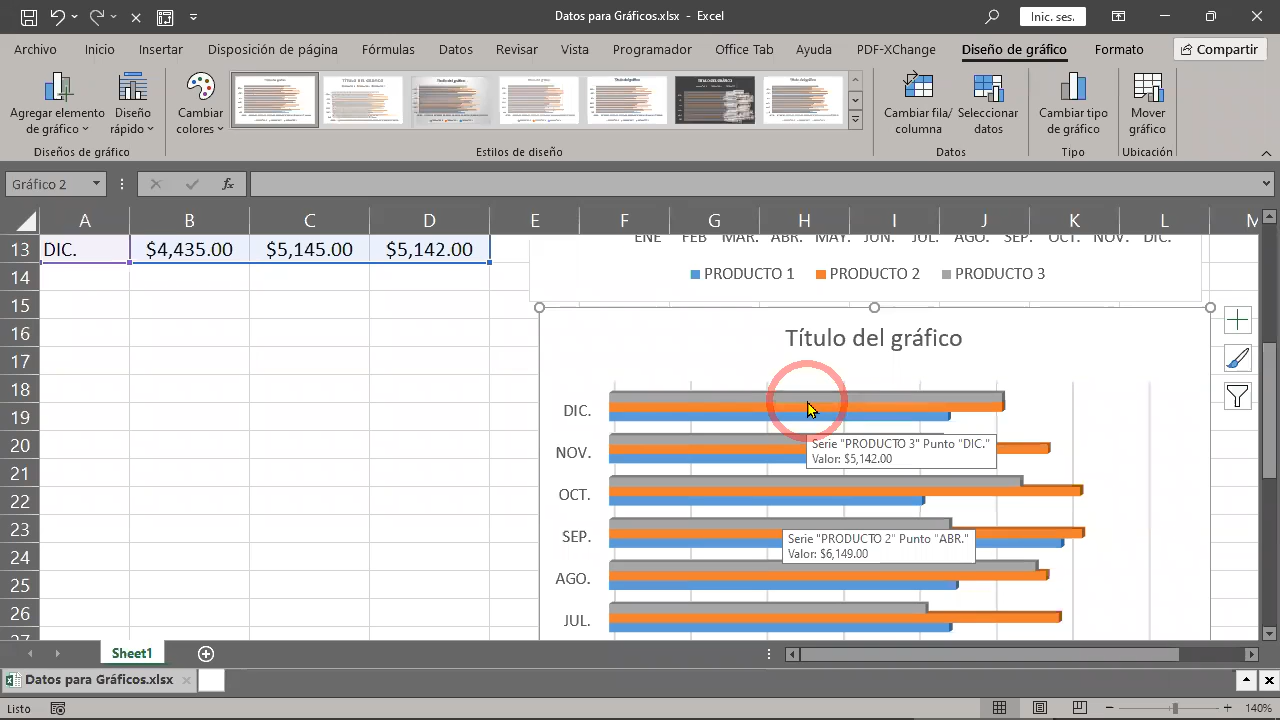 Datos para Gráficos.xlsx - Excel
Inic. ses.
Archivo Inicio Insertar Disposición de página Fórmulas Datos Revisar Vista Programador Office Tab Ayuda PDF-XChange Diseño de gráfico Formato Compartir
Agregar elemento de gráfico
Diseño rápido
Cambiar colores
Cambiar fila/ columna
Seleccionar datos
Cambiar tipo de gráfico
Mover gráfico
Diseños de gráfico Estilos de diseño Datos Tipo Ubicación
Gráfico 2
fx
A B C D E F G H I J K L M
13 DIC. $4,435.00 $5,145.00 $5,142.00
ENE FEB MAR. ABR. MAY. JUN. JUL. AGO. SEP. OCT. NOV. DIC.
14
PRODUCTO 1 PRODUCTO 2 PRODUCTO 3
15
16
Título del gráfico
17
18
DIC.
19
Serie "PRODUCTO 3" Punto "DIC."
Valor: $5,142.00
20
NOV.
21
22
OCT.
23
SEP.
Serie "PRODUCTO 2" Punto "ABR."
Valor: $6,149.00
24
25
AGO.
26
JUL.
27
Sheet1
Datos para Gráficos.xlsx
Listo
140%